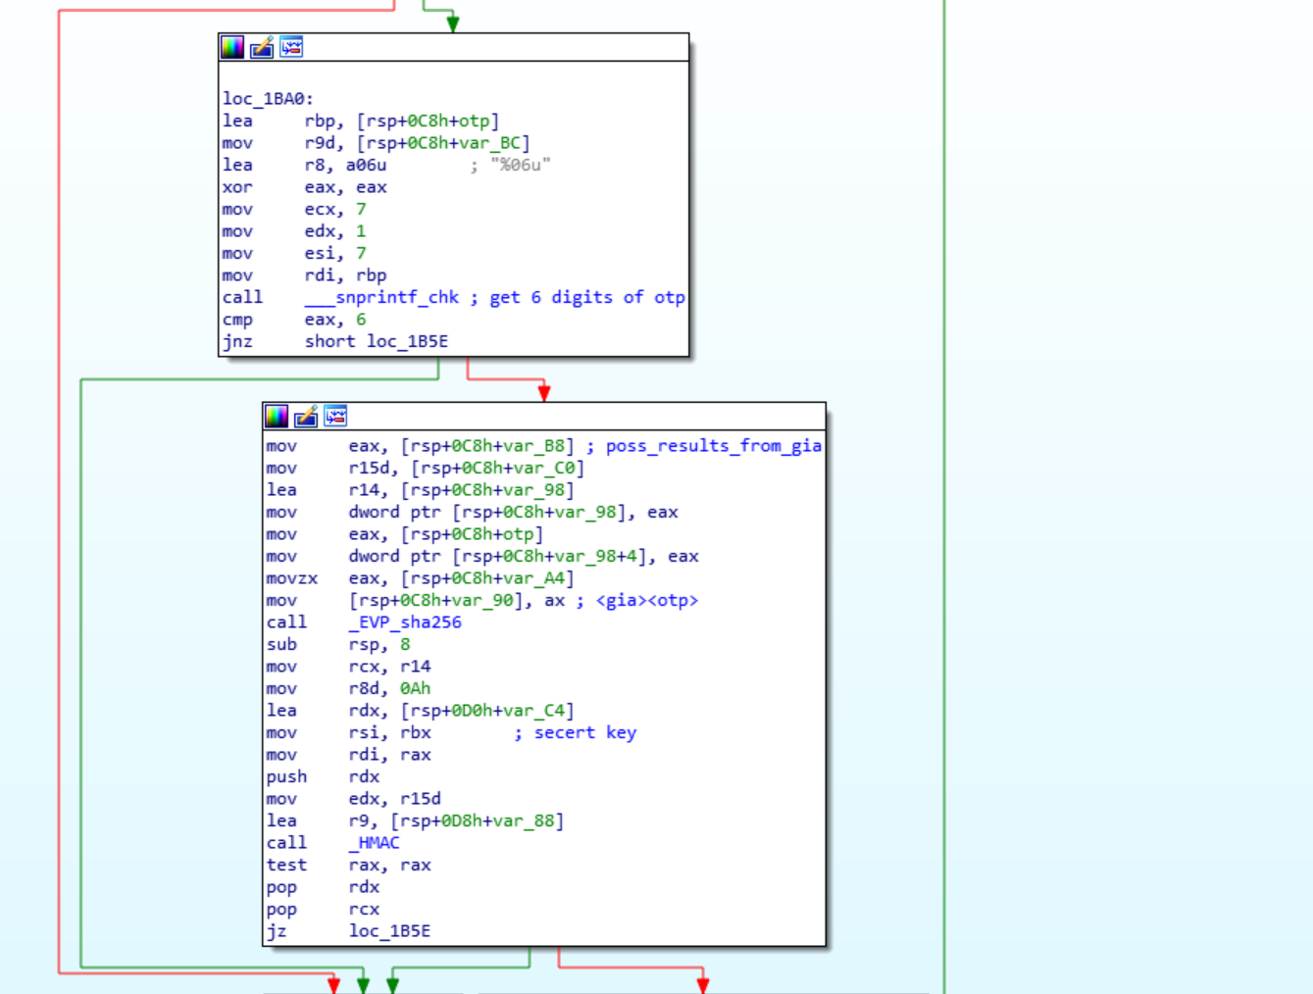 loc_1BA0:
lea rbp, [rsp+0C8h+otp]
mov r9d, [rsp+0C8h+var_BC]
lea r8, a06u ; "%06u"
xor eax, eax
mov ecx, 7
mov edx, 1
mov esi, 7
mov rdi, rbp
call ___snprintf_chk ; get 6 digits of otp
cmp eax, 6
jnz short loc_1B5E
mov eax, [rsp+0C8h+var_B8] ; poss_results_from_gia
mov r15d, [rsp+0C8h+var_C0]
lea r14, [rsp+0C8h+var_98]
mov dword ptr [rsp+0C8h+var_98], eax
mov eax, [rsp+0C8h+otp]
mov dword ptr [rsp+0C8h+var_98+4], eax
movzx eax, [rsp+0C8h+var_A4]
mov [rsp+0C8h+var_90], ax ; <gia><otp>
call _EVP_sha256
sub rsp, 8
mov rcx, r14
mov r8d, 0Ah
lea rdx, [rsp+0D0h+var_C4]
mov rsi, rbx ; secert key
mov rdi, rax
push rdx
mov edx, r15d
lea r9, [rsp+0D8h+var_88]
call _HMAC
test rax, rax
pop rdx
pop rcx
jz loc_1B5E